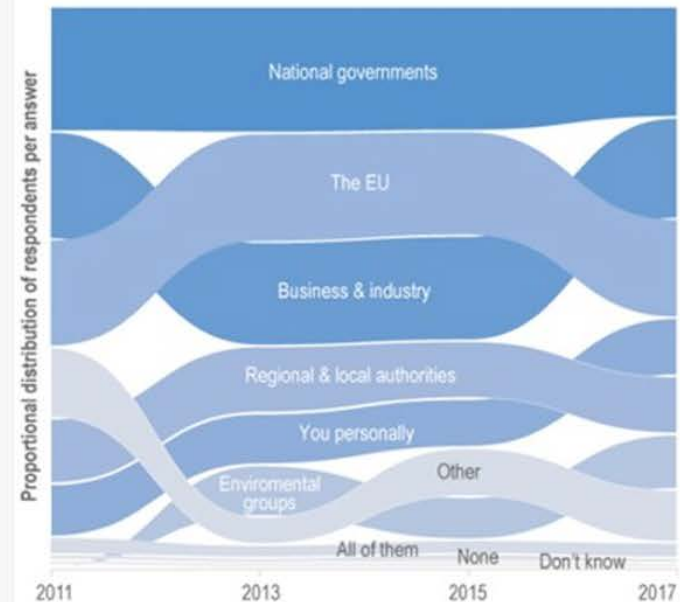 Proportional distribution of respondents per answer
National governments
The EU
Business & industry
Regional & local authorities
You personally
Enviromental
groups
Other
All of them
None
Don't know
2011
2013
2015
2017